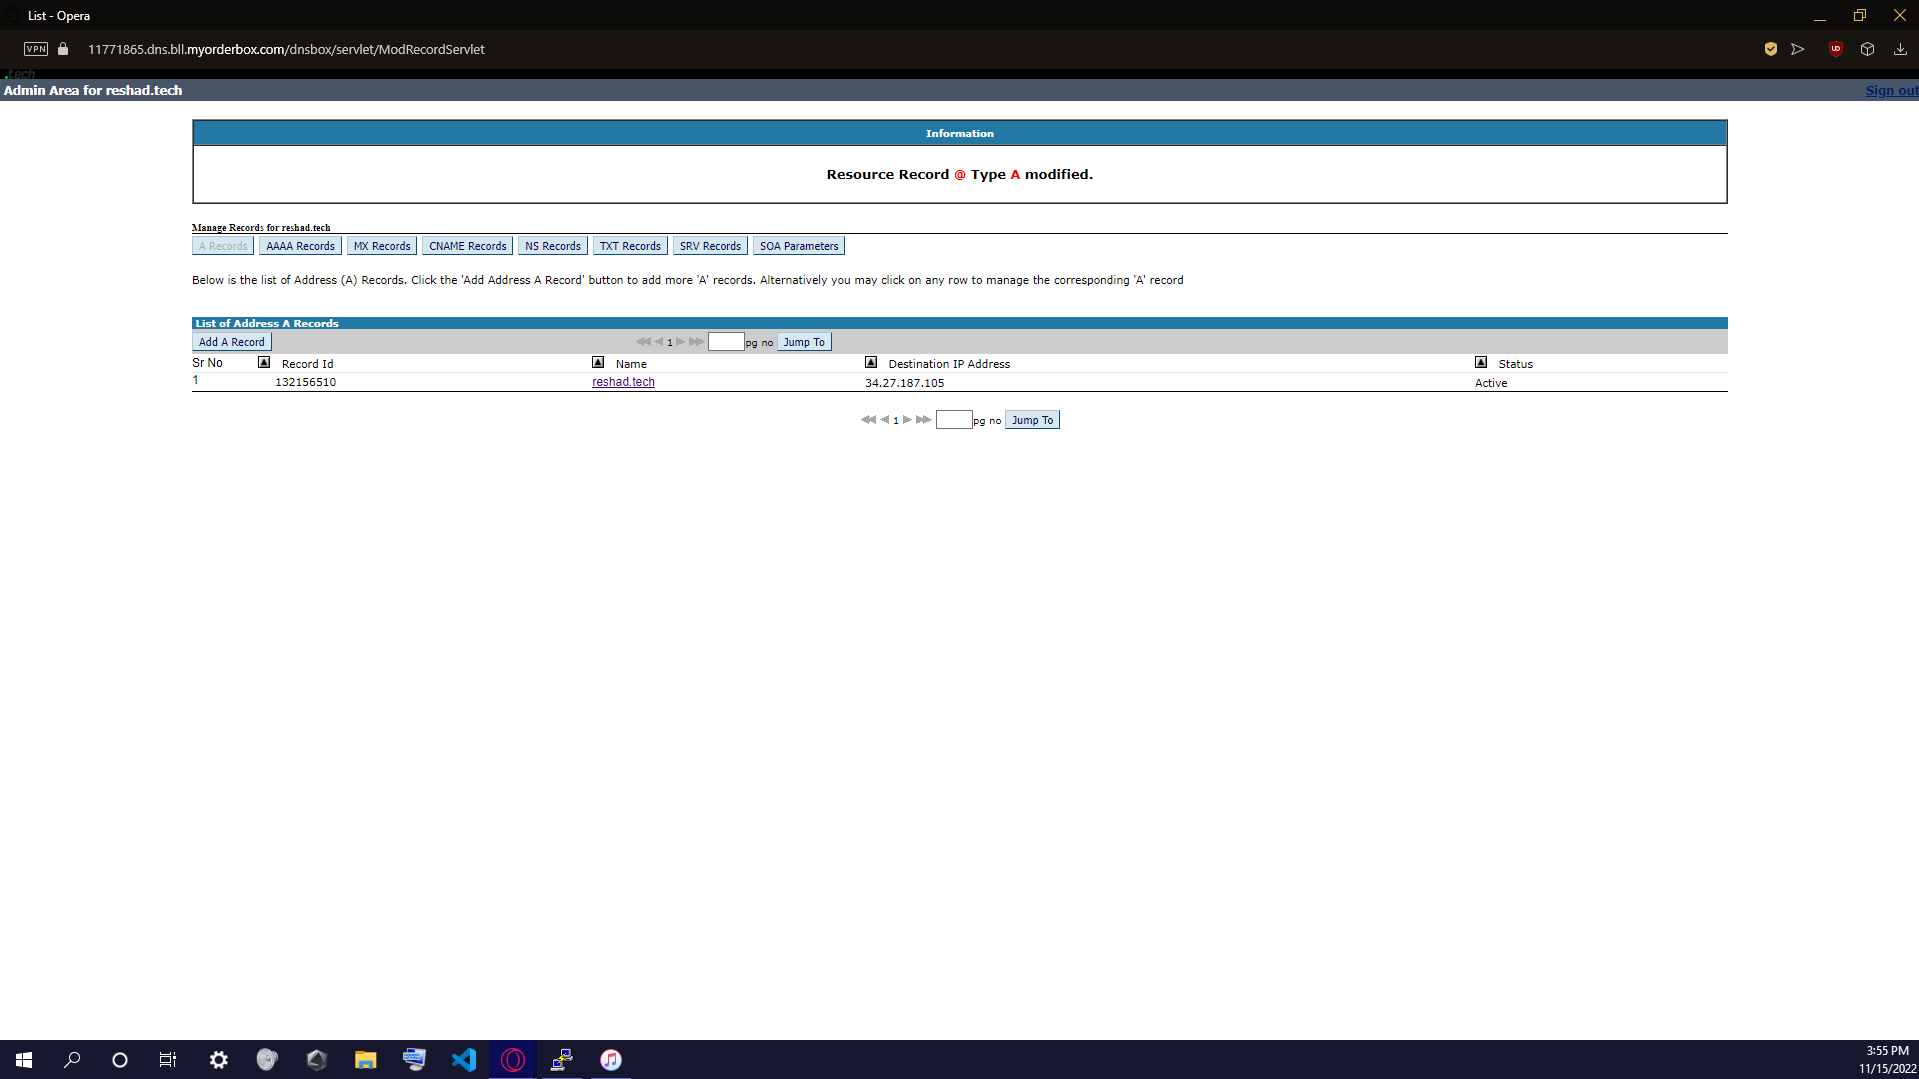 List - Opera
VPN 11771865.dns.bll.myorderbox.com/dnsbox/servlet/ModRecordServlet
.tech
Admin Area for reshad.tech Sign out
Information
Resource Record @ Type A modified.
Manage Records for reshad.tech
A Records AAAA Records MX Records CNAME Records NS Records TXT Records SRV Records SOA Parameters
Below is the list of Address (A) Records. Click the 'Add Address A Record' button to add more 'A' records. Alternatively you may click on any row to manage the corresponding 'A' record
List of Address A Records
Add A Record 1 pg no Jump To
Sr No Record Id Name Destination IP Address Status
1 132156510 reshad.tech 34.27.187.105 Active
1 pg no Jump To
3:55 PM
11/15/2022